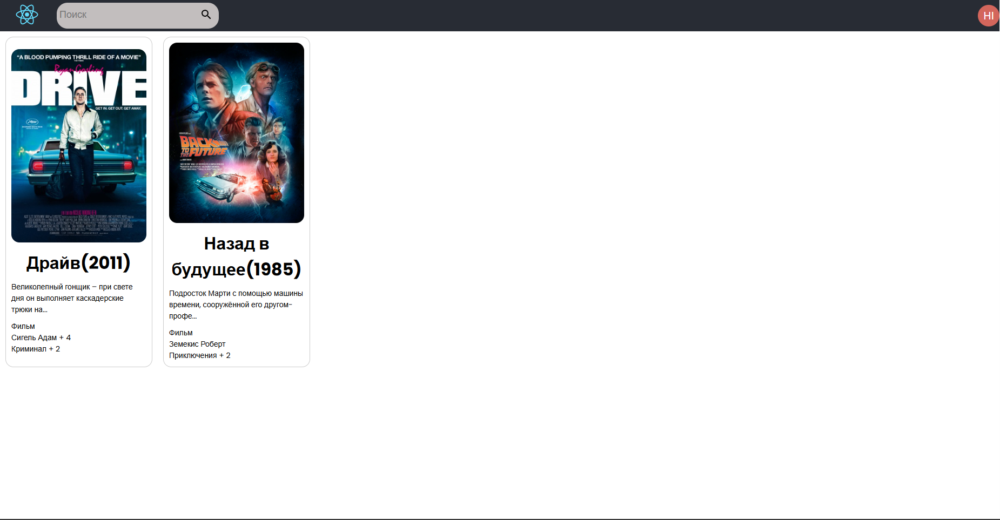 Поиск
HI
“A BLOOD PUMPING THRILL RIDE OF A MOVIE”
THE TIMES
Ryan Gosling
DRIVE
GET IN. GET OUT. GET AWAY.
Драйв(2011)
Великолепный гонщик – при свете
дня он выполняет каскадерские
трюки на...
Фильм
Сигель Адам + 4
Криминал + 2
BACK
TO THE FUTURE
Назад в
будущее(1985)
Подросток Марти с помощью машины
времени, сооружённой его другом-
профе...
Фильм
Земекис Роберт
Приключения + 2